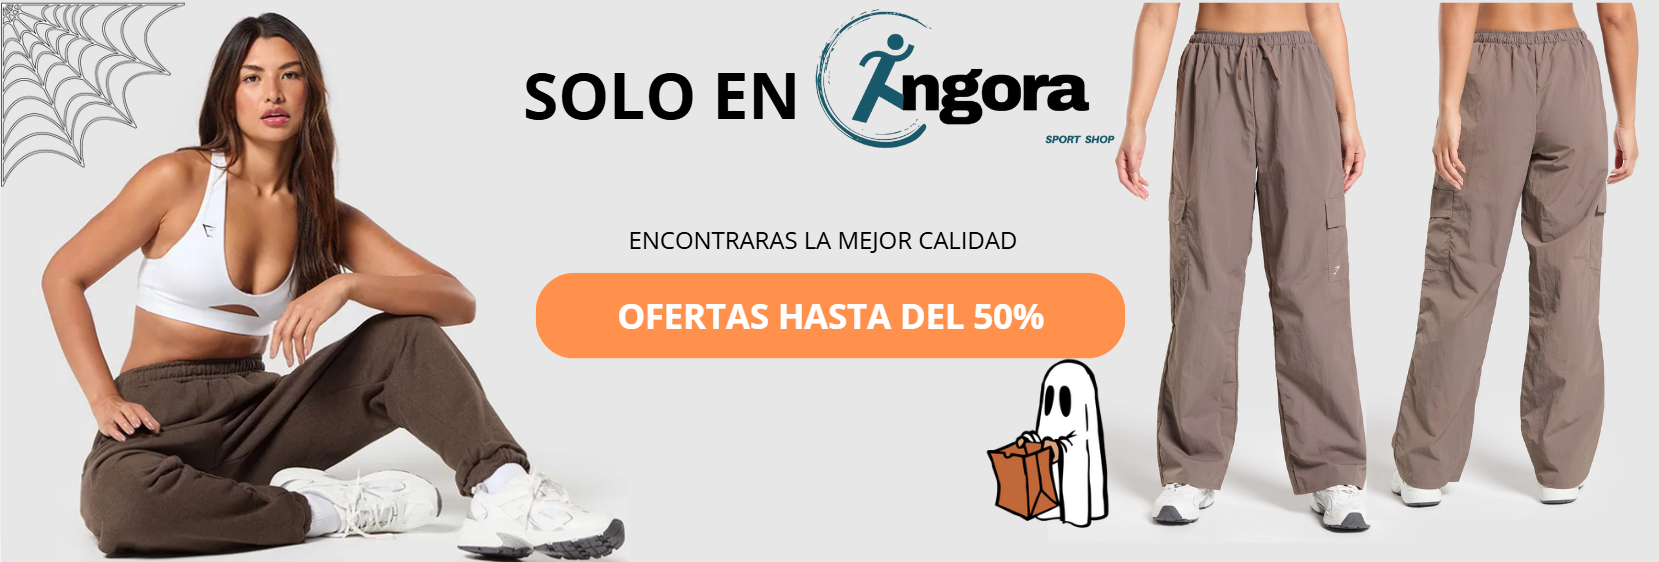 SOLO EN
ngora
SPORT SHOP
ENCONTRARAS LA MEJOR CALIDAD
OFERTAS HASTA DEL 50%